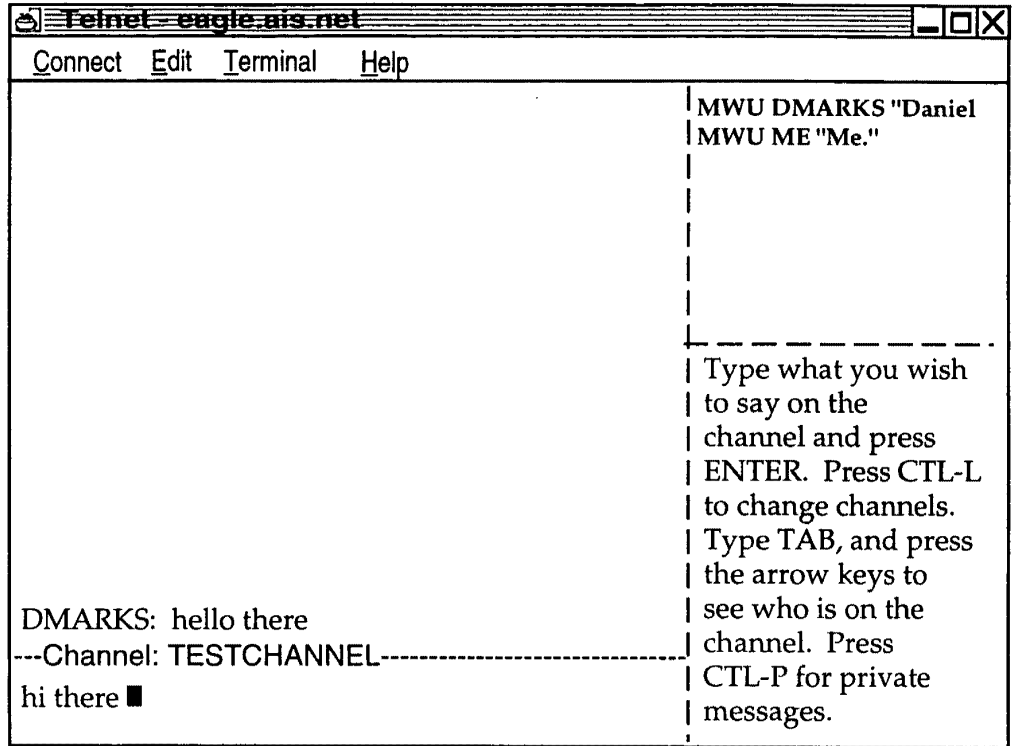 Telnet - eagle.ais.net
Connect Edit Terminal Help
MWU DMARKS "Daniel
MWU ME "Me."
Type what you wish
to say on the
channel and press
ENTER. Press CTL-L
to change channels.
Type TAB, and press
the arrow keys to
see who is on the
channel. Press
CTL-P for private
messages.
DMARKS: hello there
---Channel: TESTCHANNEL---------------------------
hi there